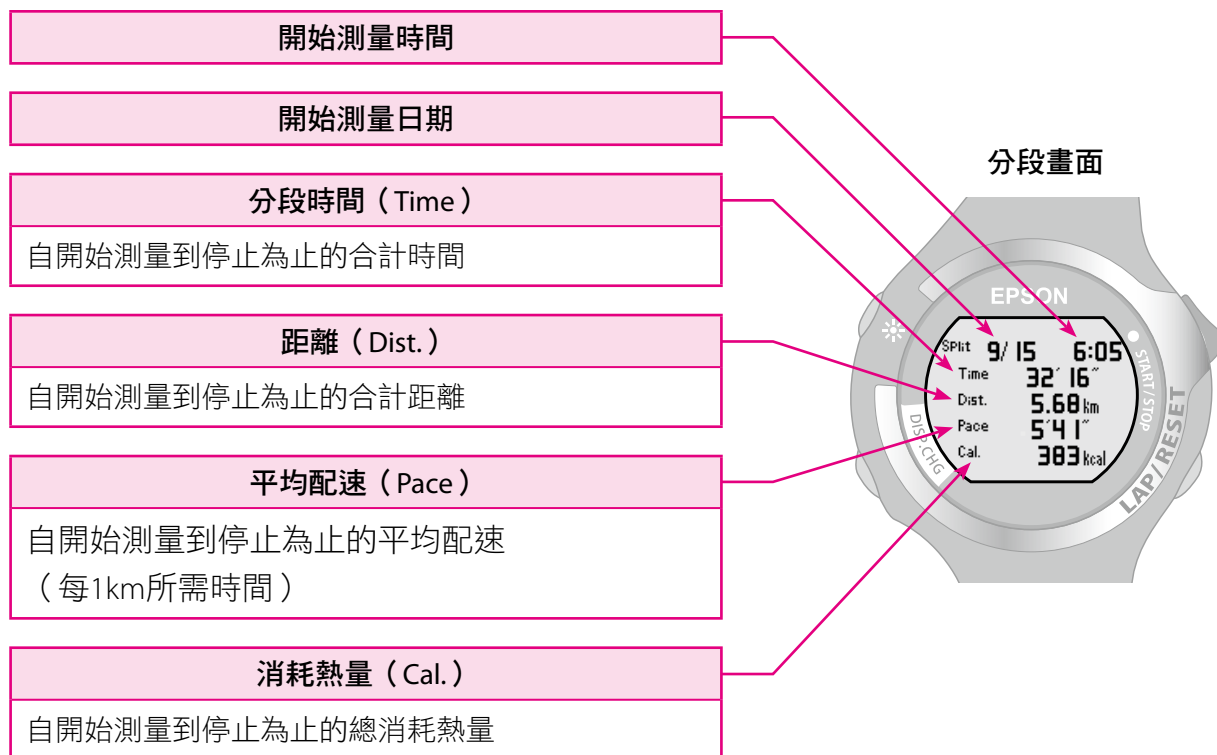 開始測量時間
開始測量日期
分段時間（Time）
自開始測量到停止為止的合計時間
距離（Dist.）
自開始測量到停止為止的合計距離
平均配速（Pace）
自開始測量到停止為止的平均配速
（每1km所需時間）
消耗熱量（Cal.）
自開始測量到停止為止的總消耗熱量
分段畫面
EPSON
Split 9/15 6:05
Time 32´16˝
Dist. 5.68km
Pace 5´41˝
Cal. 383kcal
DISP.CHG
START/STOP
LAP/RESET